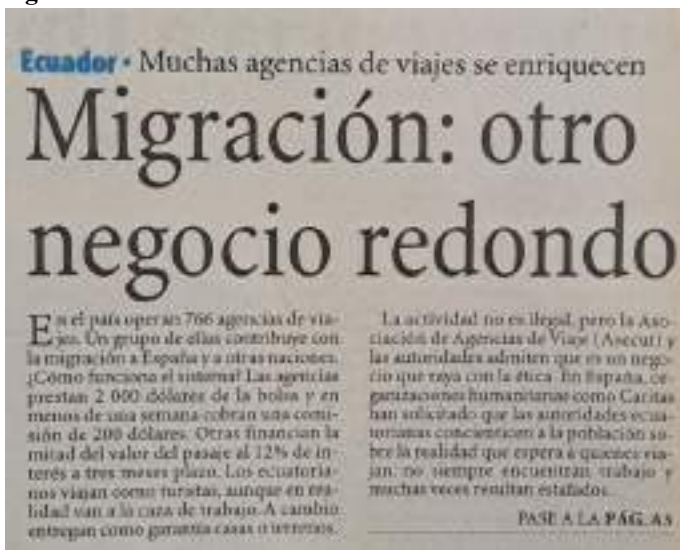 Ecuador • Muchas agencias de viajes se enriquecen
Migración: otro
negocio redondo
En el país operan 766 agencias de via-
jes. Un grupo de ellas contribuye con
la migración a España y a otras naciones.
¿Cómo funciona el sistema? Las agencias
prestan 2 000 dólares de la bolsa y en
menos de una semana cobran una comi-
sión de 200 dólares. Otras financian la
mitad del valor del pasaje al 12% de in-
terés a tres meses plazo. Los ecuatoria-
nos viajan como turistas, aunque en rea-
lidad van a la caza de trabajo. A cambio
entregan como garantía casas o terrenos.
La actividad no es ilegal, pero la Aso-
ciación de Agencias de Viaje (Asecut) y
las autoridades admiten que es un nego-
cio que raya con la ética. En España, or-
ganizaciones humanitarias como Caritas
han solicitado que las autoridades ecua-
torianas concienticen a la población so-
bre la realidad que espera a quienes via-
jan: no siempre encuentran trabajo y
muchas veces resultan estafados.
PASE A LA PÁG. A5